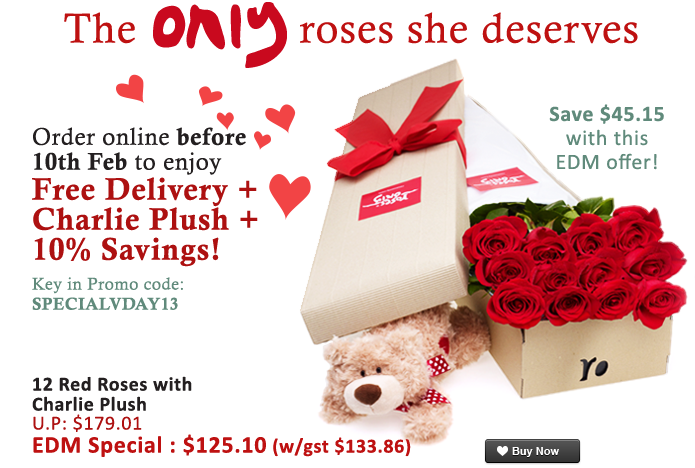 The only roses she deserves
Save $45.15
with this
EDM offer!
Order online before
10th Feb to enjoy
Free Delivery +
Charlie Plush +
10% Savings!
Key in Promo code:
SPECIALVDAY13
ro
12 Red Roses with
Charlie Plush
U.P: $179.01
EDM Special : $125.10 (w/gst $133.86)
Buy Now